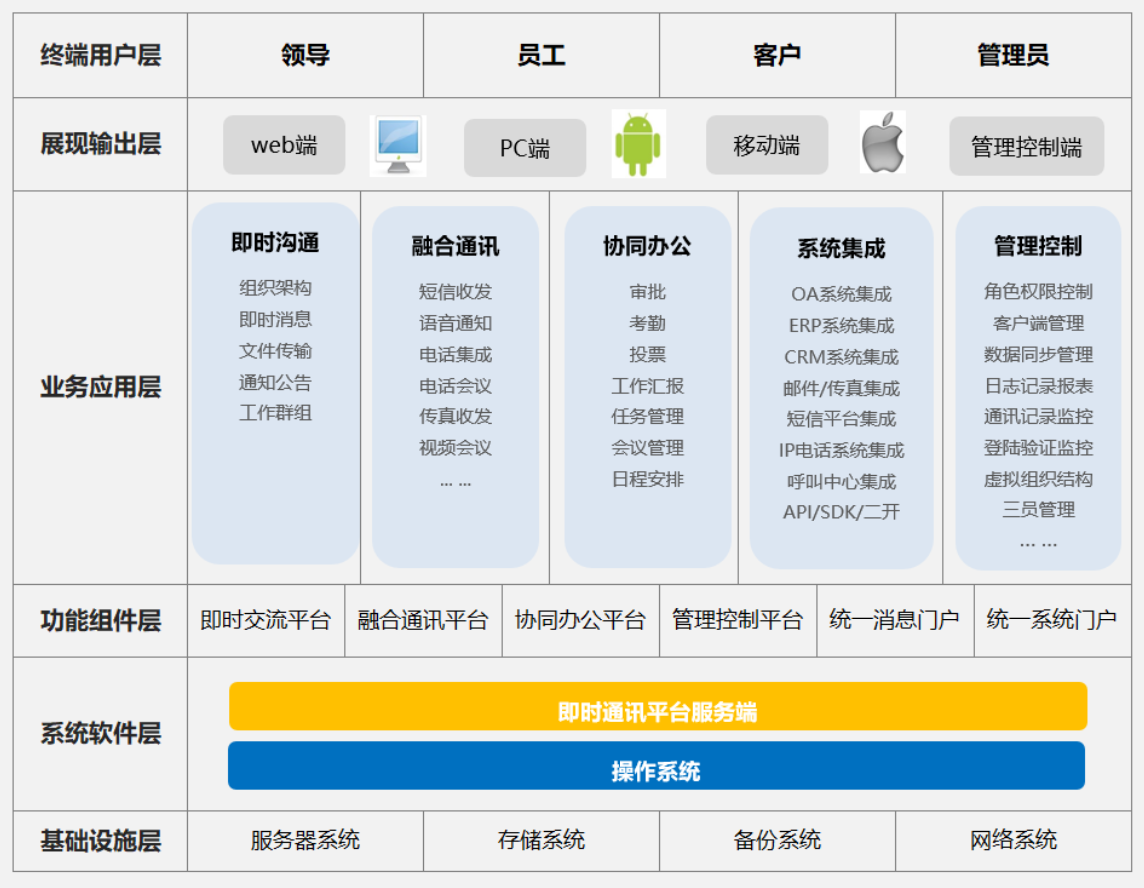 终端用户层
领导
员工
客户
管理员
展现输出层
web端
PC端
移动端
管理控制端
业务应用层
即时沟通
组织架构
即时消息
文件传输
通知公告
工作群组
融合通讯
短信收发
语音通知
电话集成
电话会议
传真收发
视频会议
... ...
协同办公
审批
考勤
投票
工作汇报
任务管理
会议管理
日程安排
系统集成
OA系统集成
ERP系统集成
CRM系统集成
邮件/传真集成
短信平台集成
IP电话系统集成
呼叫中心集成
API/SDK/二开
管理控制
角色权限控制
客户端管理
数据同步管理
日志记录报表
通讯记录监控
登陆验证监控
虚拟组织结构
三员管理
... ...
功能组件层
即时交流平台
融合通讯平台
协同办公平台
管理控制平台
统一消息门户
统一系统门户
系统软件层
即时通讯平台服务端
操作系统
基础设施层
服务器系统
存储系统
备份系统
网络系统